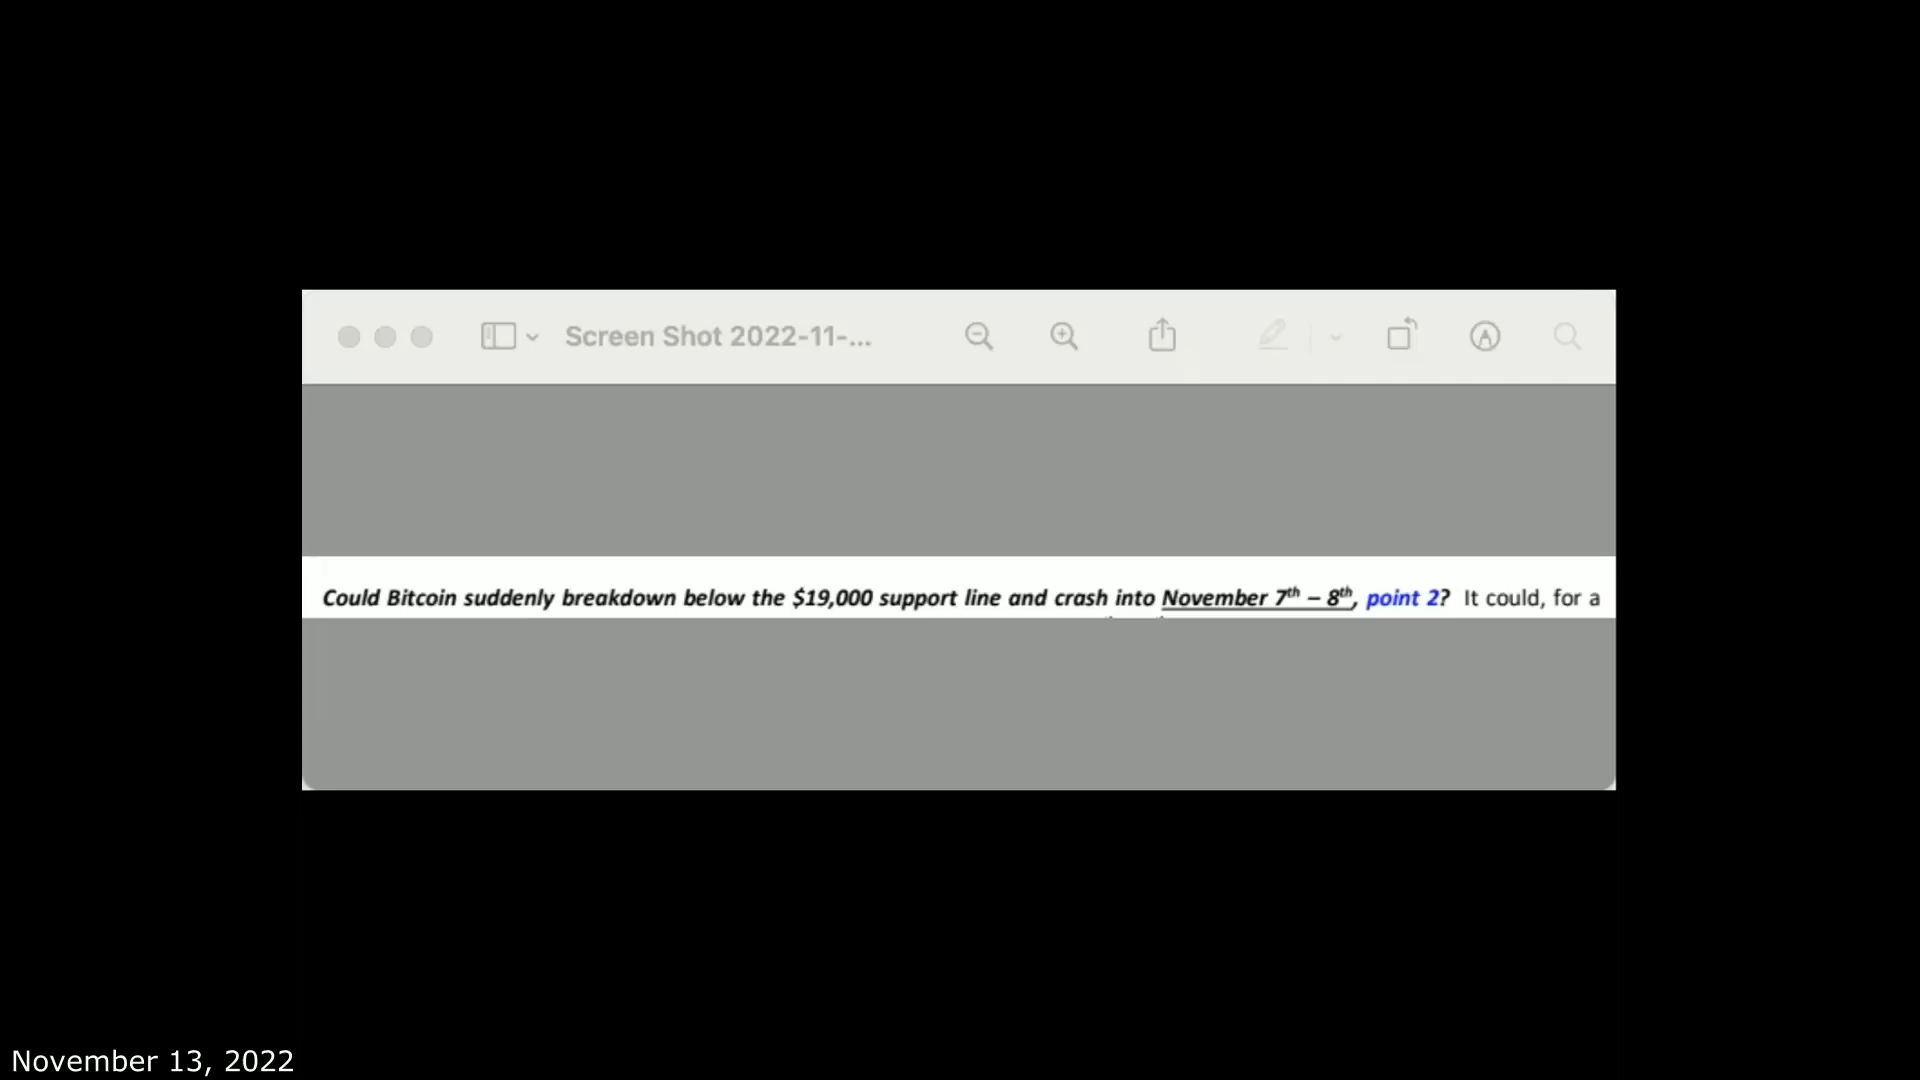 Screen Shot 2022-11-...
Could Bitcoin suddenly breakdown below the $19,000 support line and crash into November 7th – 8th, point 2? It could, for a
November 13, 2022